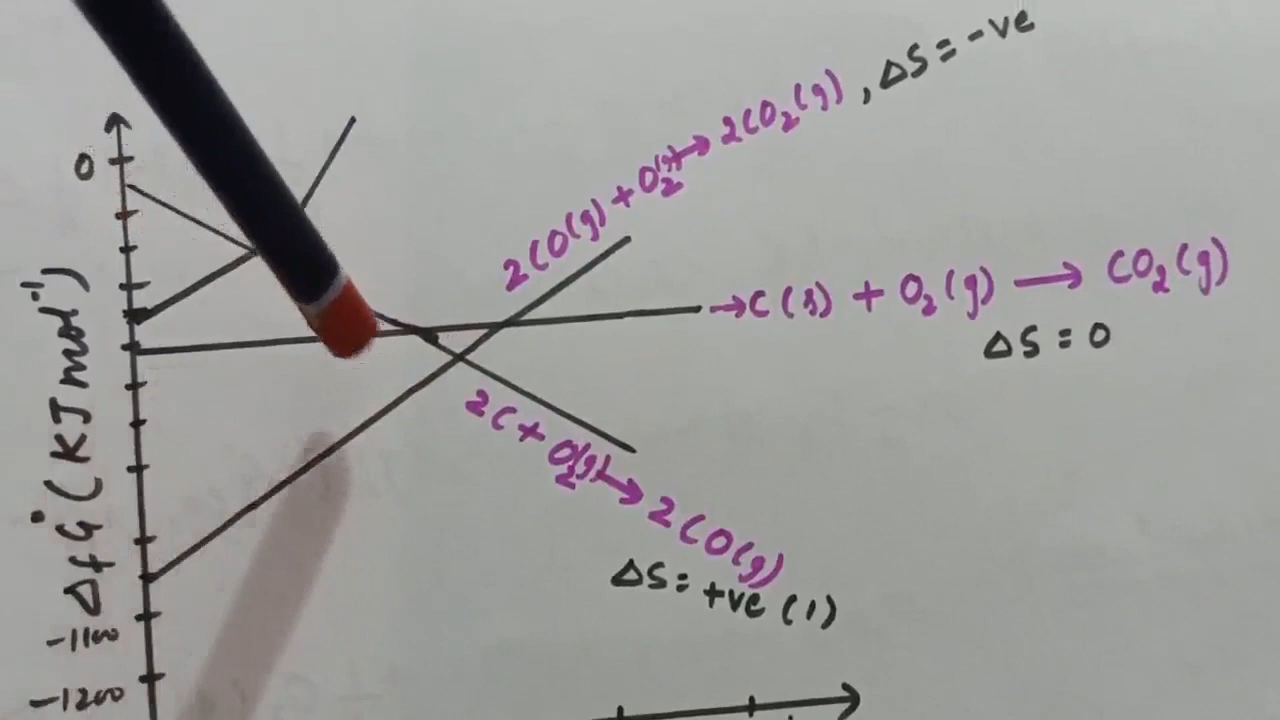 2CO(g) + O₂(g) → 2CO₂(g), ΔS = -ve
0
→ C(s) + O₂(g) → CO₂(g)
ΔS = 0
2C + O₂(g) → 2CO(g)
ΔS = +ve (1)
ΔfG° (KJ mol⁻¹)
-1100
-1200